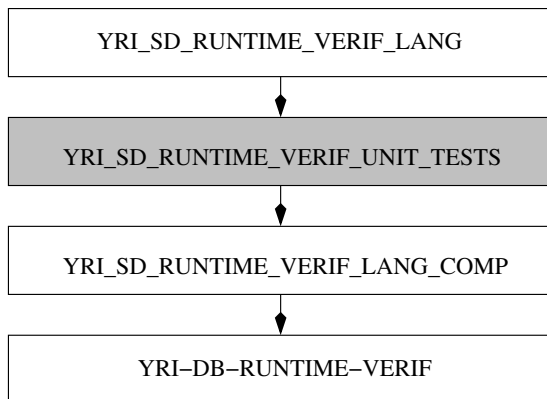 YRI_SD_RUNTIME_VERIF_LANG
YRI_SD_RUNTIME_VERIF_UNIT_TESTS
YRI_SD_RUNTIME_VERIF_LANG_COMP
YRI−DB−RUNTIME−VERIF